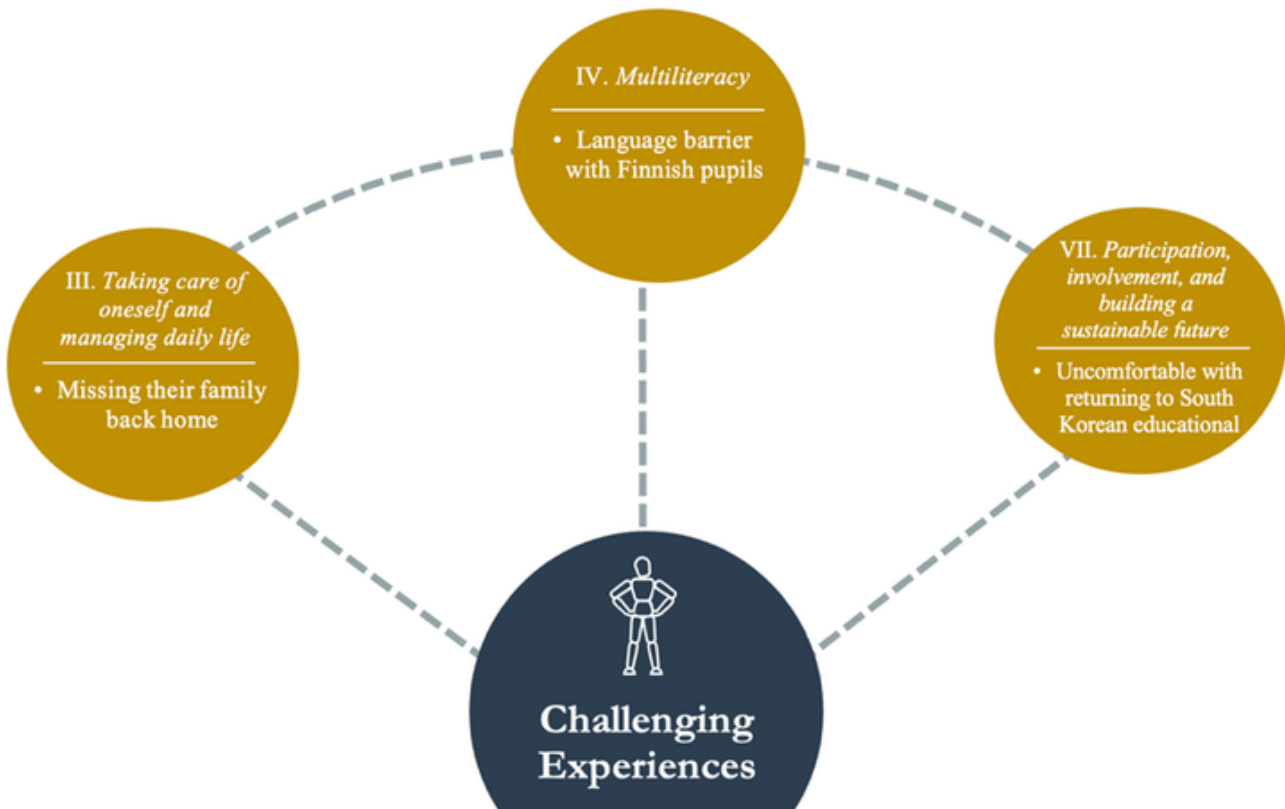 IV. Multiliteracy
• Language barrier
with Finnish pupils
III. Taking care of
oneself and
managing daily life
• Missing their family
back home
VII. Participation,
involvement, and
building a
sustainable future
• Uncomfortable with
returning to South
Korean educational
Challenging
Experiences